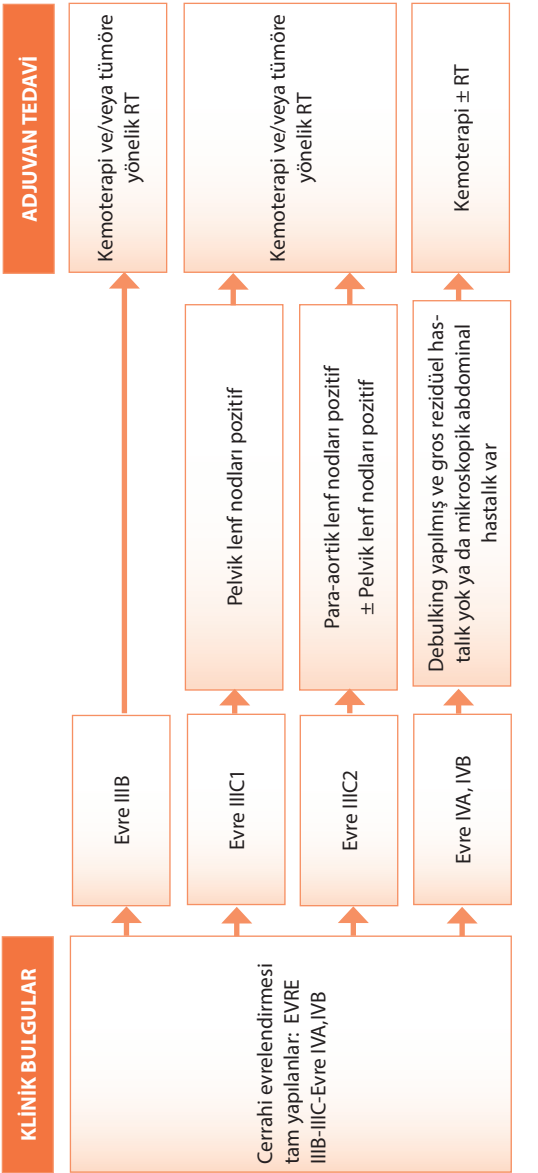 KLİNİK BULGULAR
ADJUVAN TEDAVİ
Cerrahi evrelendirmesi
tam yapılanlar: EVRE
IIIB-IIIC-Evre IVA,IVB
Evre IIIB
Kemoterapi ve/veya tümöre
yönelik RT
Evre IIIC1
Pelvik lenf nodları pozitif
Evre IIIC2
Para-aortik lenf nodları pozitif
± Pelvik lenf nodları pozitif
Kemoterapi ve/veya tümöre
yönelik RT
Evre IVA, IVB
Debulking yapılmış ve gros rezidüel has-
talık yok ya da mikroskopik abdominal
hastalık var
Kemoterapi ± RT